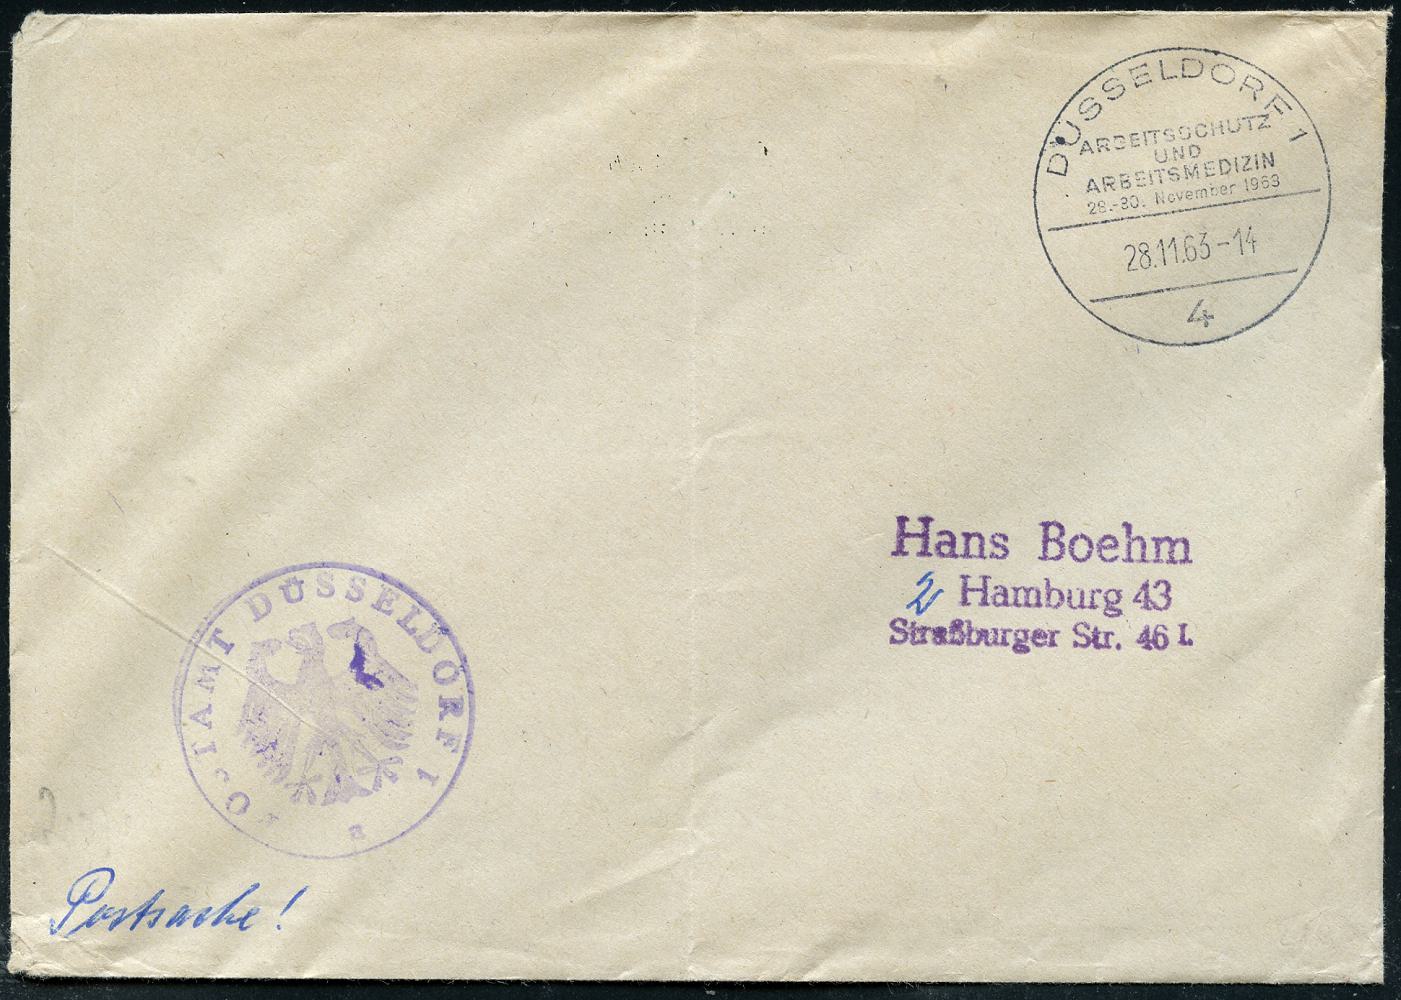 DÜSSELDORF 1
ARBEITSSCHUTZ
UND
ARBEITSMEDIZIN
28.-30. November 1963
28.11.63-14
4
Hans Boehm
2 Hamburg 43
Straßburger Str. 46 I.
POSTAMT DÜSSELDORF 1
a
Postsache!